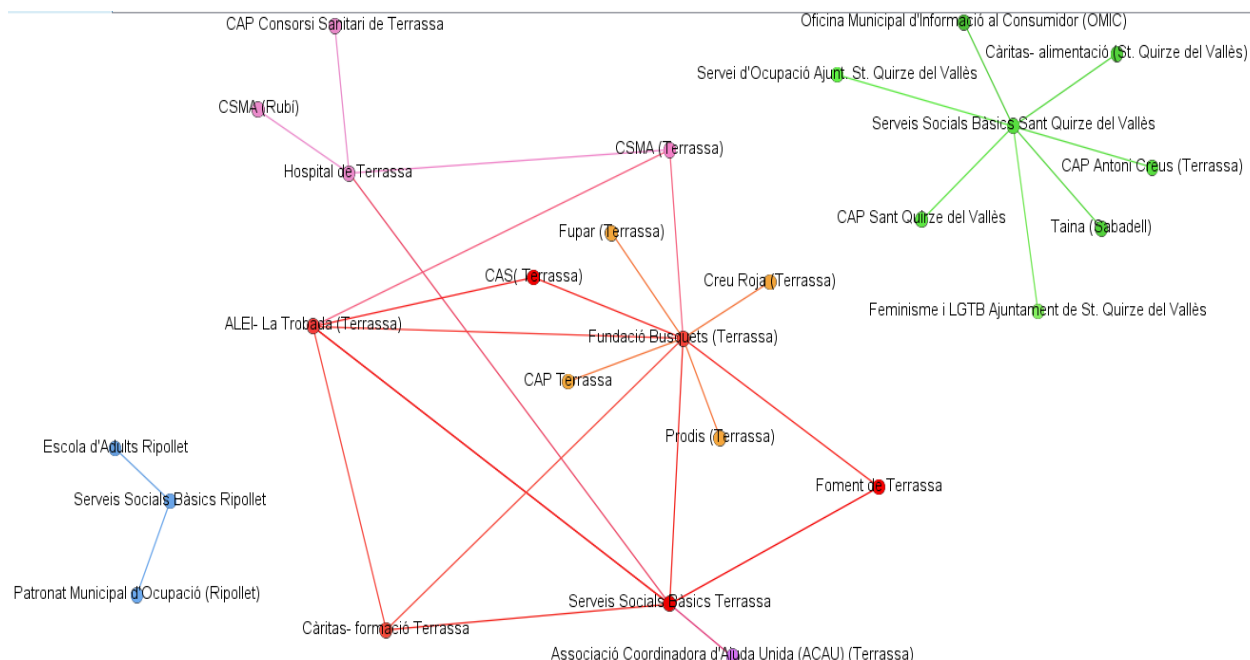 Oficina Municipal d'Informació al Consumidor (OMIC)
CAP Consorsi Sanitari de Terrassa
Càritas- alimentació (St. Quirze del Vallès)
Servei d'Ocupació Ajunt. St. Quirze del Vallès
CSMA (Rubí)
Serveis Socials Bàsics Sant Quirze del Vallès
CSMA (Terrassa)
Hospital de Terrassa
CAP Antoni Creus (Terrassa)
CAP Sant Quirze del Vallès
Taina (Sabadell)
Fupar (Terrassa)
CAS( Terrassa)
Creu Roja (Terrassa)
Feminisme i LGTB Ajuntament de St. Quirze del Vallès
ALEI- La Trobada (Terrassa)
Fundació Busquets (Terrassa)
CAP Terrassa
Prodis (Terrassa)
Escola d'Adults Ripollet
Foment de Terrassa
Serveis Socials Bàsics Ripollet
Patronat Municipal d'Ocupació (Ripollet)
Serveis Socials Bàsics Terrassa
Càritas- formació Terrassa
Associació Coordinadora d'Ajuda Unida (ACAU) (Terrassa)